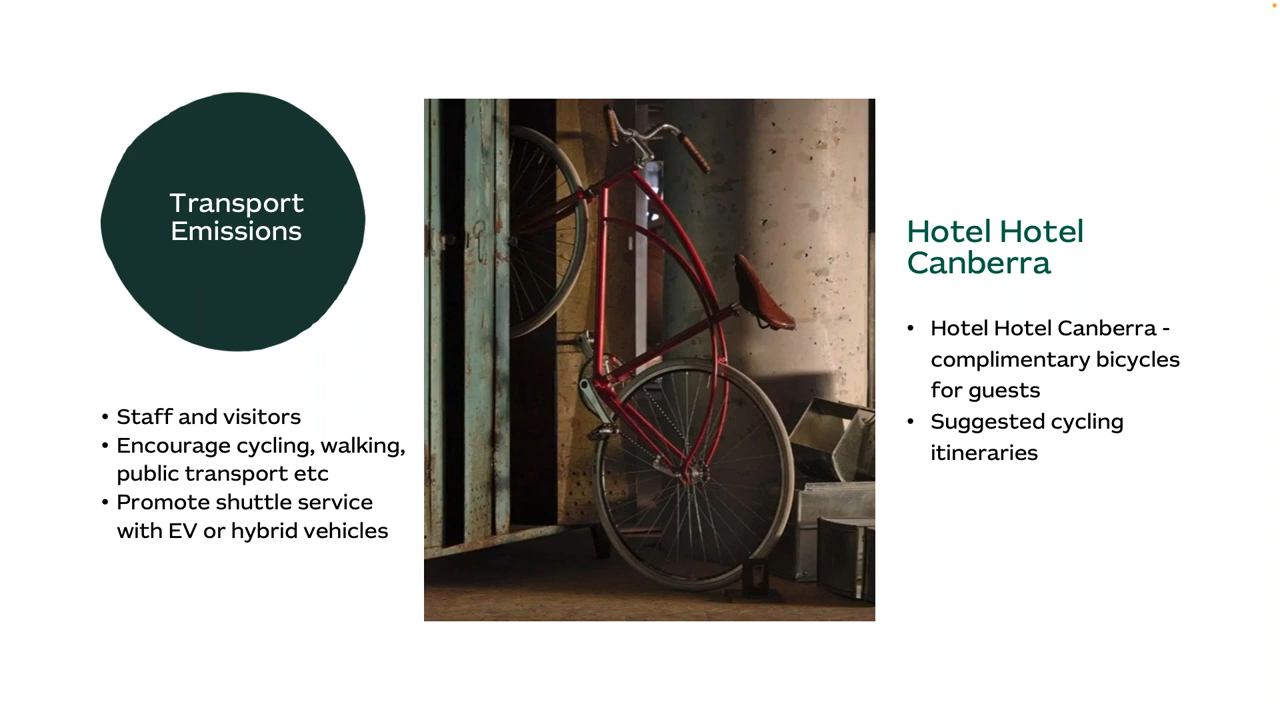 Transport
Emissions
• Staff and visitors
• Encourage cycling, walking,
public transport etc
• Promote shuttle service
with EV or hybrid vehicles
Hotel Hotel
Canberra
• Hotel Hotel Canberra -
complimentary bicycles
for guests
• Suggested cycling
itineraries